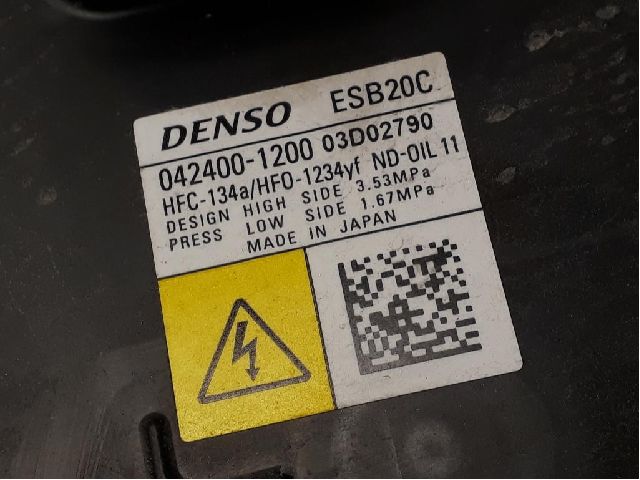 DENSO ESB20C
042400-1200 03D02790
HFC-134a/HFO-1234yf ND-OIL 11
DESIGN HIGH SIDE 3.53MPa
PRESS LOW SIDE 1.67MPa
MADE IN JAPAN